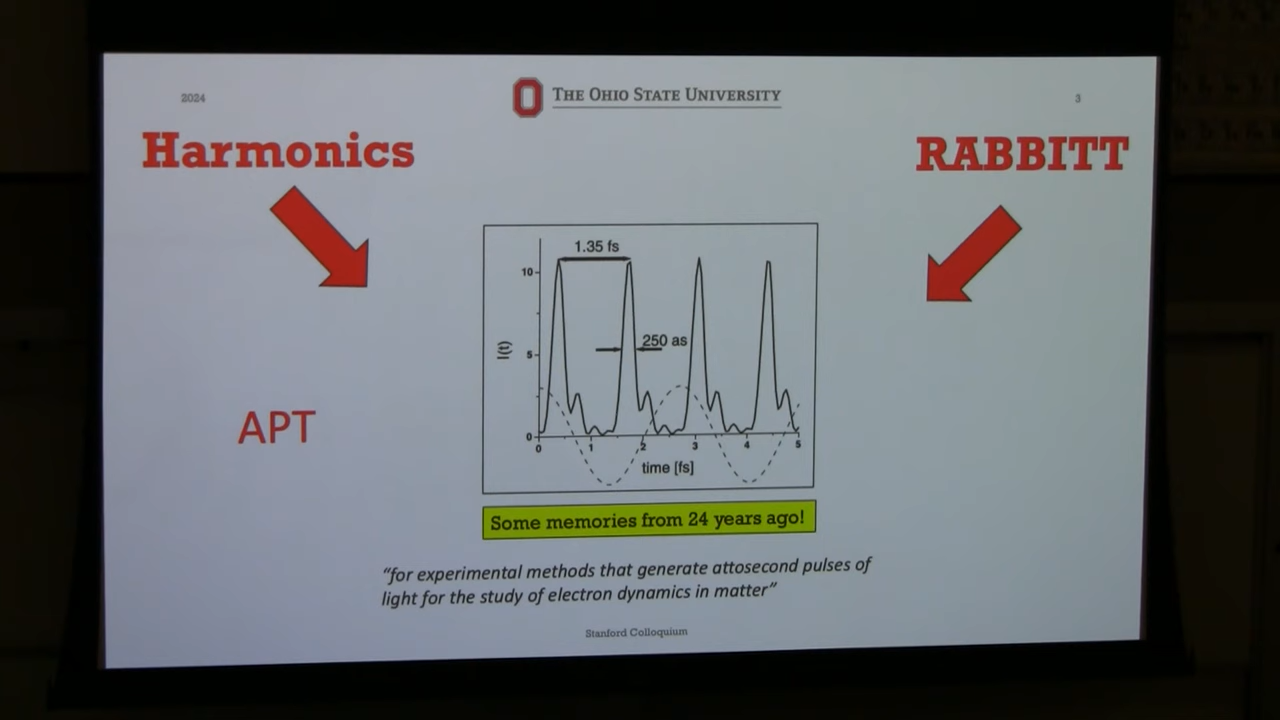 2024
THE OHIO STATE UNIVERSITY
3
Harmonics
RABBITT
1.35 fs
10
250 as
I(t)
5
0
0 1 2 3 4 5
time [fs]
APT
Some memories from 24 years ago!
“for experimental methods that generate attosecond pulses of
light for the study of electron dynamics in matter”
Stanford Colloquium